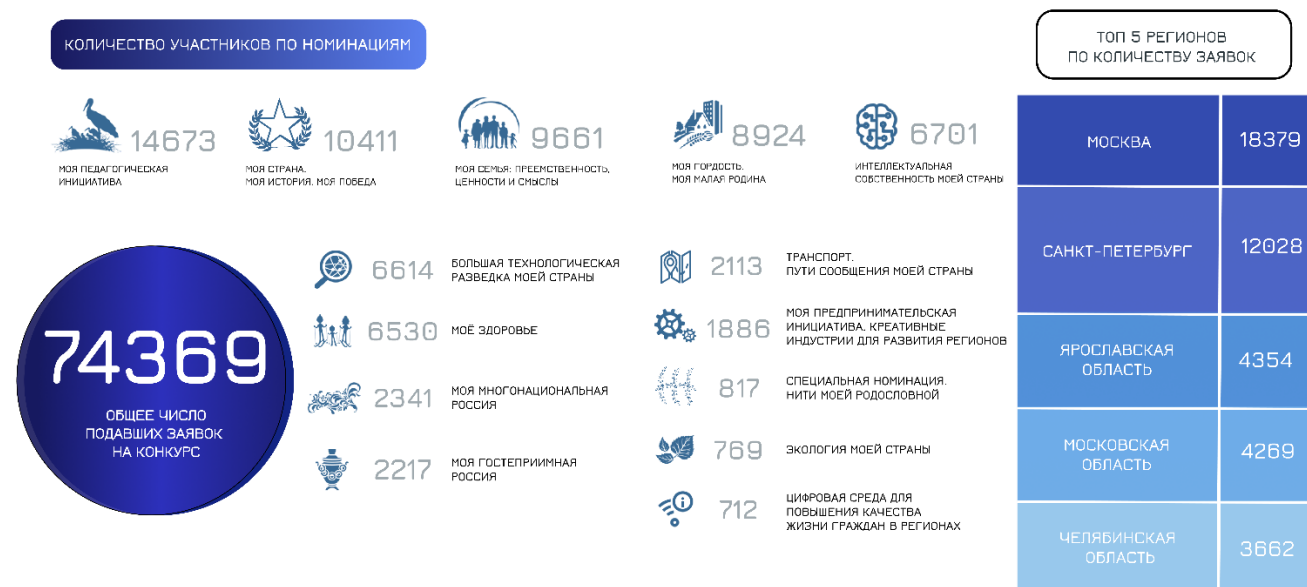 КОЛИЧЕСТВО УЧАСТНИКОВ ПО НОМИНАЦИЯМ
14673
МОЯ ПЕДАГОГИЧЕСКАЯ
ИНИЦИАТИВА
10411
МОЯ СТРАНА.
МОЯ ИСТОРИЯ. МОЯ ПОБЕДА
9661
МОЯ СЕМЬЯ: ПРЕЕМСТВЕННОСТЬ,
ЦЕННОСТИ И СМЫСЛЫ
8924
МОЯ ГОРДОСТЬ.
МОЯ МАЛАЯ РОДИНА
6701
ИНТЕЛЛЕКТУАЛЬНАЯ
СОБСТВЕННОСТЬ МОЕЙ СТРАНЫ
74369
ОБЩЕЕ ЧИСЛО
ПОДАВШИХ ЗАЯВОК
НА КОНКУРС
6614
БОЛЬШАЯ ТЕХНОЛОГИЧЕСКАЯ
РАЗВЕДКА МОЕЙ СТРАНЫ
6530
МОЁ ЗДОРОВЬЕ
2341
МОЯ МНОГОНАЦИОНАЛЬНАЯ
РОССИЯ
2217
МОЯ ГОСТЕПРИИМНАЯ
РОССИЯ
2113
ТРАНСПОРТ.
ПУТИ СООБЩЕНИЯ МОЕЙ СТРАНЫ
1886
МОЯ ПРЕДПРИНИМАТЕЛЬСКАЯ
ИНИЦИАТИВА. КРЕАТИВНЫЕ
ИНДУСТРИИ ДЛЯ РАЗВИТИЯ РЕГИОНОВ
817
СПЕЦИАЛЬНАЯ НОМИНАЦИЯ.
НИТИ МОЕЙ РОДОСЛОВНОЙ
769
ЭКОЛОГИЯ МОЕЙ СТРАНЫ
712
ЦИФРОВАЯ СРЕДА ДЛЯ
ПОВЫШЕНИЯ КАЧЕСТВА
ЖИЗНИ ГРАЖДАН В РЕГИОНАХ
ТОП 5 РЕГИОНОВ
ПО КОЛИЧЕСТВУ ЗАЯВОК
МОСКВА 18379
САНКТ-ПЕТЕРБУРГ 12028
ЯРОСЛАВСКАЯ
ОБЛАСТЬ
4354
МОСКОВСКАЯ
ОБЛАСТЬ
4269
ЧЕЛЯБИНСКАЯ
ОБЛАСТЬ
3662